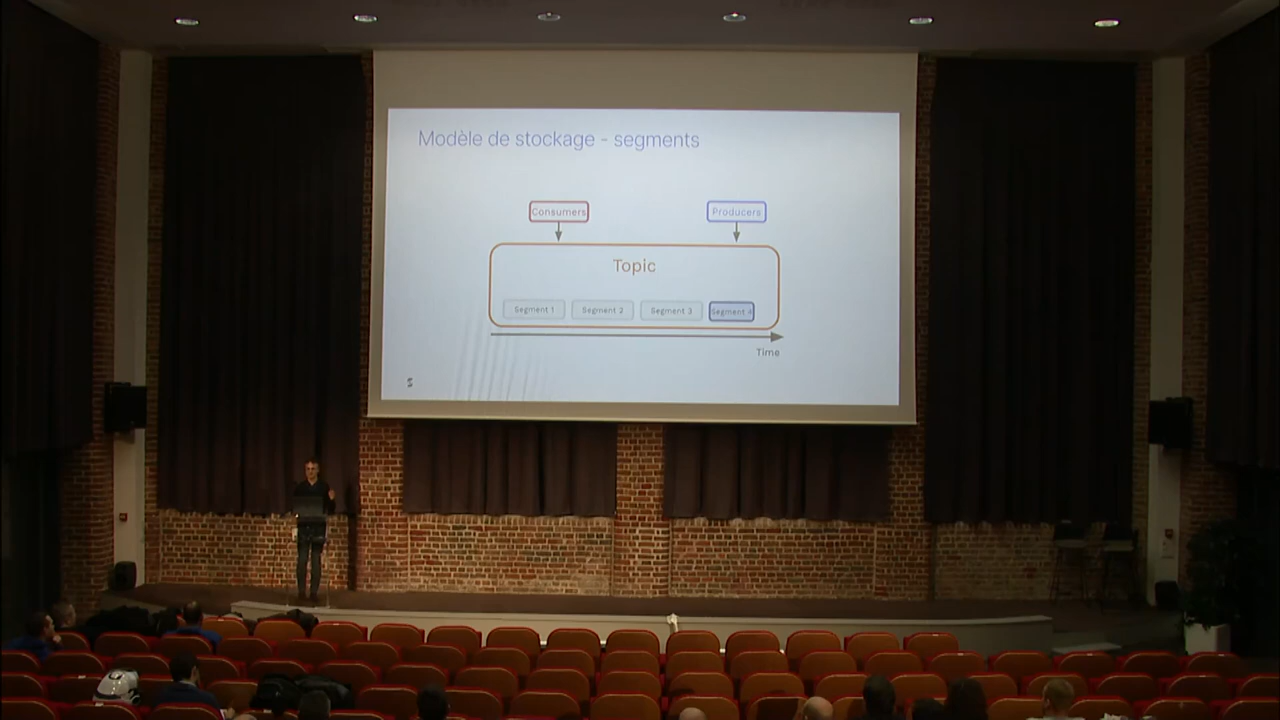 Modèle de stockage - segments
Consumers
Producers
Topic
Segment 1
Segment 2
Segment 3
Segment 4
Time